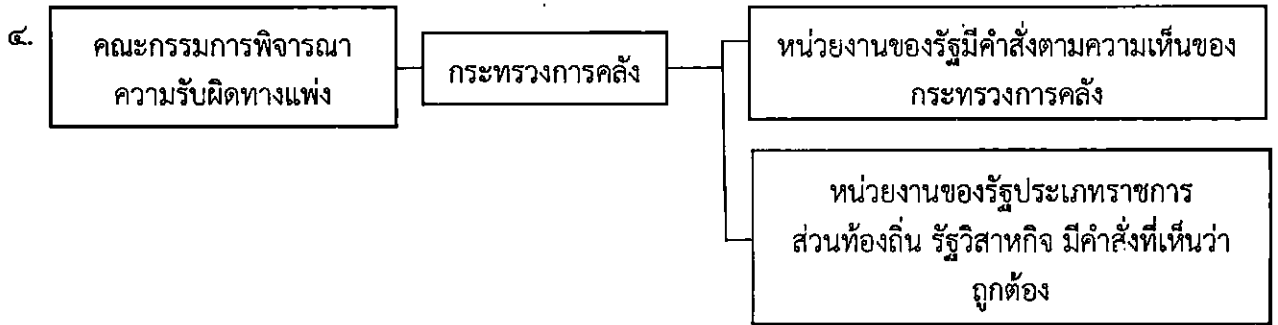 ๔.
คณะกรรมการพิจารณา
ความรับผิดทางแพ่ง
กระทรวงการคลัง
หน่วยงานของรัฐมีคำสั่งตามความเห็นของ
กระทรวงการคลัง
หน่วยงานของรัฐประเภทราชการ
ส่วนท้องถิ่น รัฐวิสาหกิจ มีคำสั่งที่เห็นว่า
ถูกต้อง